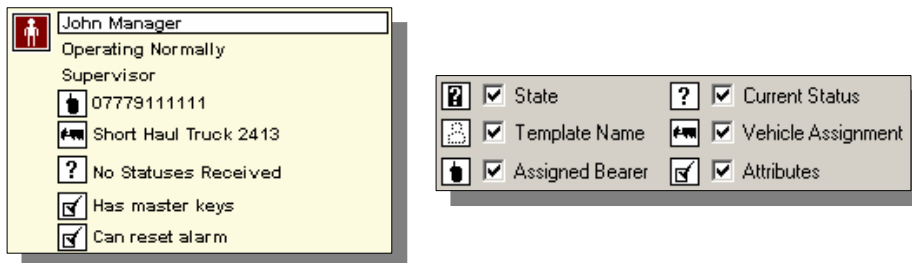 John Manager
Operating Normally
Supervisor
07779111111
Short Haul Truck 2413
? No Statuses Received
Has master keys
Can reset alarm
? State
? Current Status
Template Name
Vehicle Assignment
Assigned Bearer
Attributes